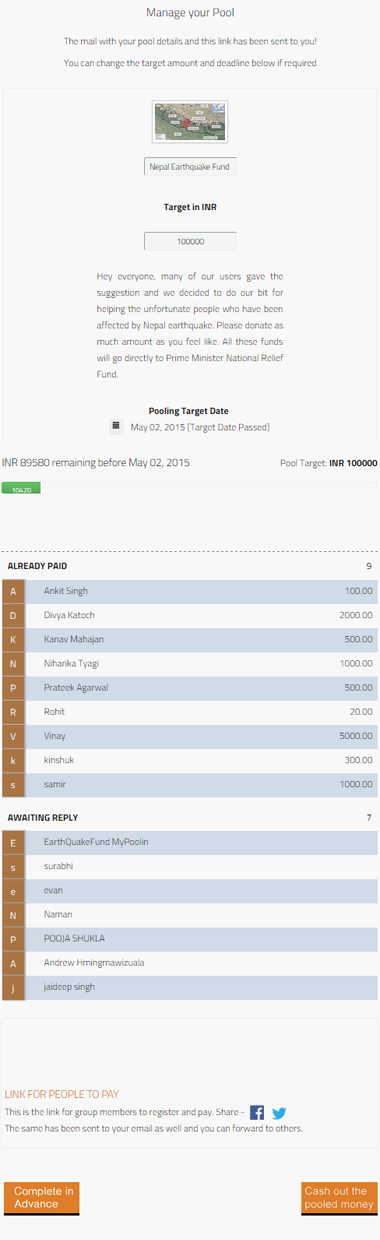 Manage your Pool
The mail with your pool details and this link has been sent to you!
You can change the target amount and deadline below if required
Nepal Earthquake Fund
Target in INR
100000
Hey everyone, many of our users gave the
suggestion and we decided to do our bit for
helping the unfortunate people who have been
affected by Nepal earthquake. Please donate as
much amount as you feel like. All these funds
will go directly to Prime Minister National Relief
Fund.
Pooling Target Date
May 02, 2015 [Target Date Passed]
INR 89580 remaining before May 02, 2015 Pool Target: INR 100000
10420
ALREADY PAID 9
A Ankit Singh 100.00
D Divya Katoch 2000.00
K Kanav Mahajan 500.00
N Niharika Tyagi 1000.00
P Prateek Agarwal 500.00
R Rohit 20.00
V Vinay 5000.00
k kinshuk 300.00
s samir 1000.00
AWAITING REPLY 7
E EarthQuakeFund MyPoolin
s surabhi
e evan
N Naman
P POOJA SHUKLA
A Andrew Hmingmawizuala
j jaideep singh
LINK FOR PEOPLE TO PAY
This is the link for group members to register and pay. Share -
The same has been sent to your email as well and you can forward to others.
Complete in Cash out the
Advance pooled money